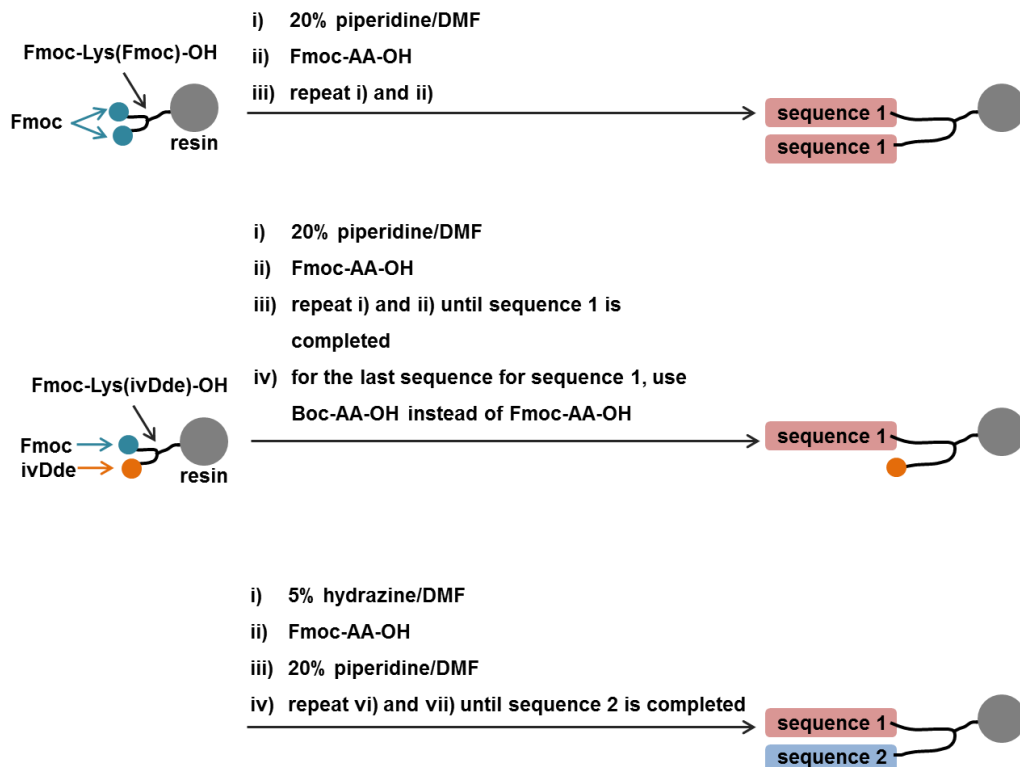 Fmoc-Lys(Fmoc)-OH
Fmoc
resin
i) 20% piperidine/DMF
ii) Fmoc-AA-OH
iii) repeat i) and ii)
sequence 1
sequence 1
Fmoc-Lys(ivDde)-OH
Fmoc
ivDde
resin
i) 20% piperidine/DMF
ii) Fmoc-AA-OH
iii) repeat i) and ii) until sequence 1 is
completed
iv) for the last sequence for sequence 1, use
Boc-AA-OH instead of Fmoc-AA-OH
sequence 1
i) 5% hydrazine/DMF
ii) Fmoc-AA-OH
iii) 20% piperidine/DMF
iv) repeat vi) and vii) until sequence 2 is completed
sequence 1
sequence 2